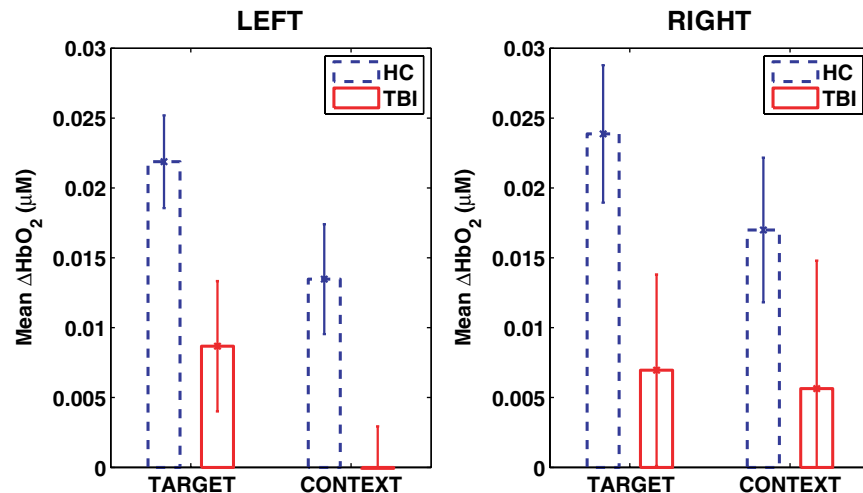 LEFT
Mean ΔHbO₂ (μM)
0.03
0.025
0.02
0.015
0.01
0.005
0
HC
TBI
TARGET CONTEXT
RIGHT
Mean ΔHbO₂ (μM)
0.03
0.025
0.02
0.015
0.01
0.005
0
HC
TBI
TARGET CONTEXT